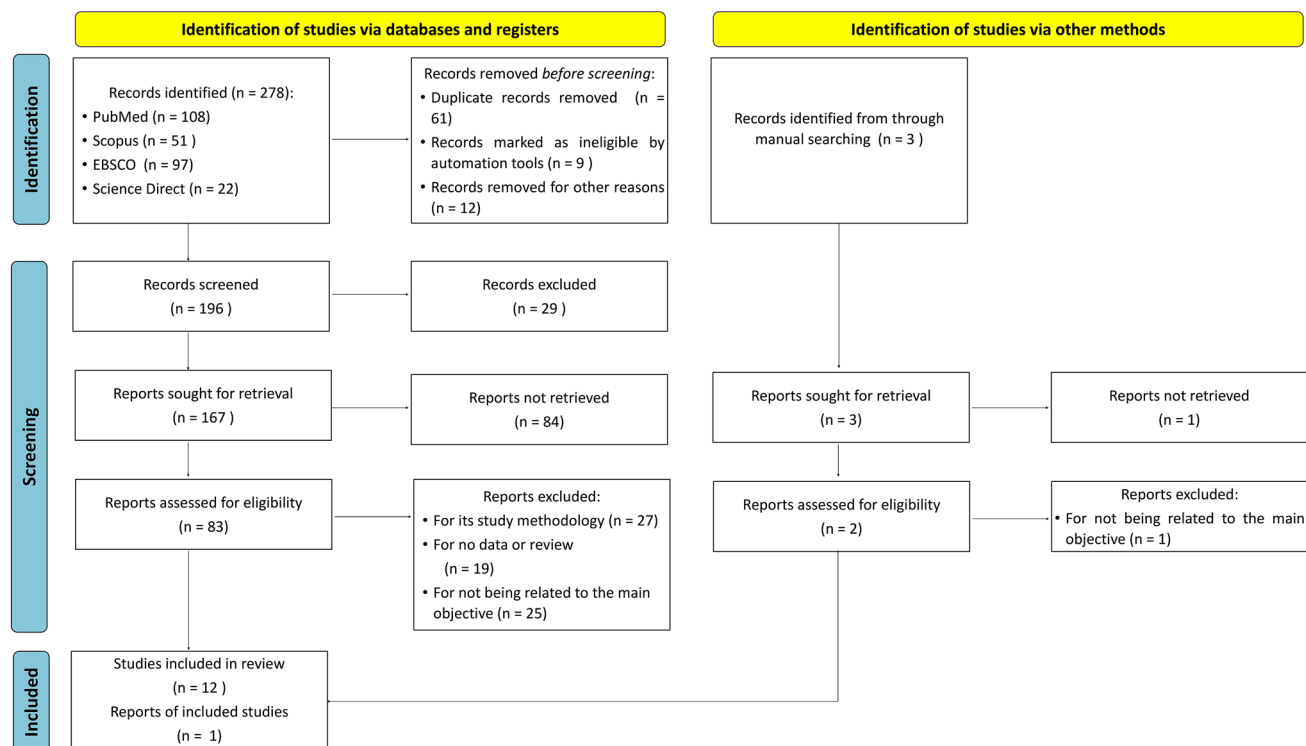 Identification of studies via databases and registers
Identification of studies via other methods
Identification
Records identified (n = 278):
• PubMed (n = 108)
• Scopus (n = 51 )
• EBSCO (n = 97)
• Science Direct (n = 22)
Records removed before screening:
• Duplicate records removed (n =
61)
• Records marked as ineligible by
automation tools (n = 9 )
• Records removed for other reasons
(n = 12)
Records identified from through
manual searching (n = 3 )
Screening
Records screened
(n = 196 )
Records excluded
(n = 29 )
Reports sought for retrieval
(n = 167 )
Reports not retrieved
(n = 84)
Reports sought for retrieval
(n = 3)
Reports not retrieved
(n = 1)
Reports assessed for eligibility
(n = 83)
Reports excluded:
• For its study methodology (n = 27)
• For no data or review
(n = 19)
• For not being related to the main
objective (n = 25)
Reports assessed for eligibility
(n = 2)
Reports excluded:
• For not being related to the main
objective (n = 1)
Included
Studies included in review
(n = 12 )
Reports of included studies
(n = 1)